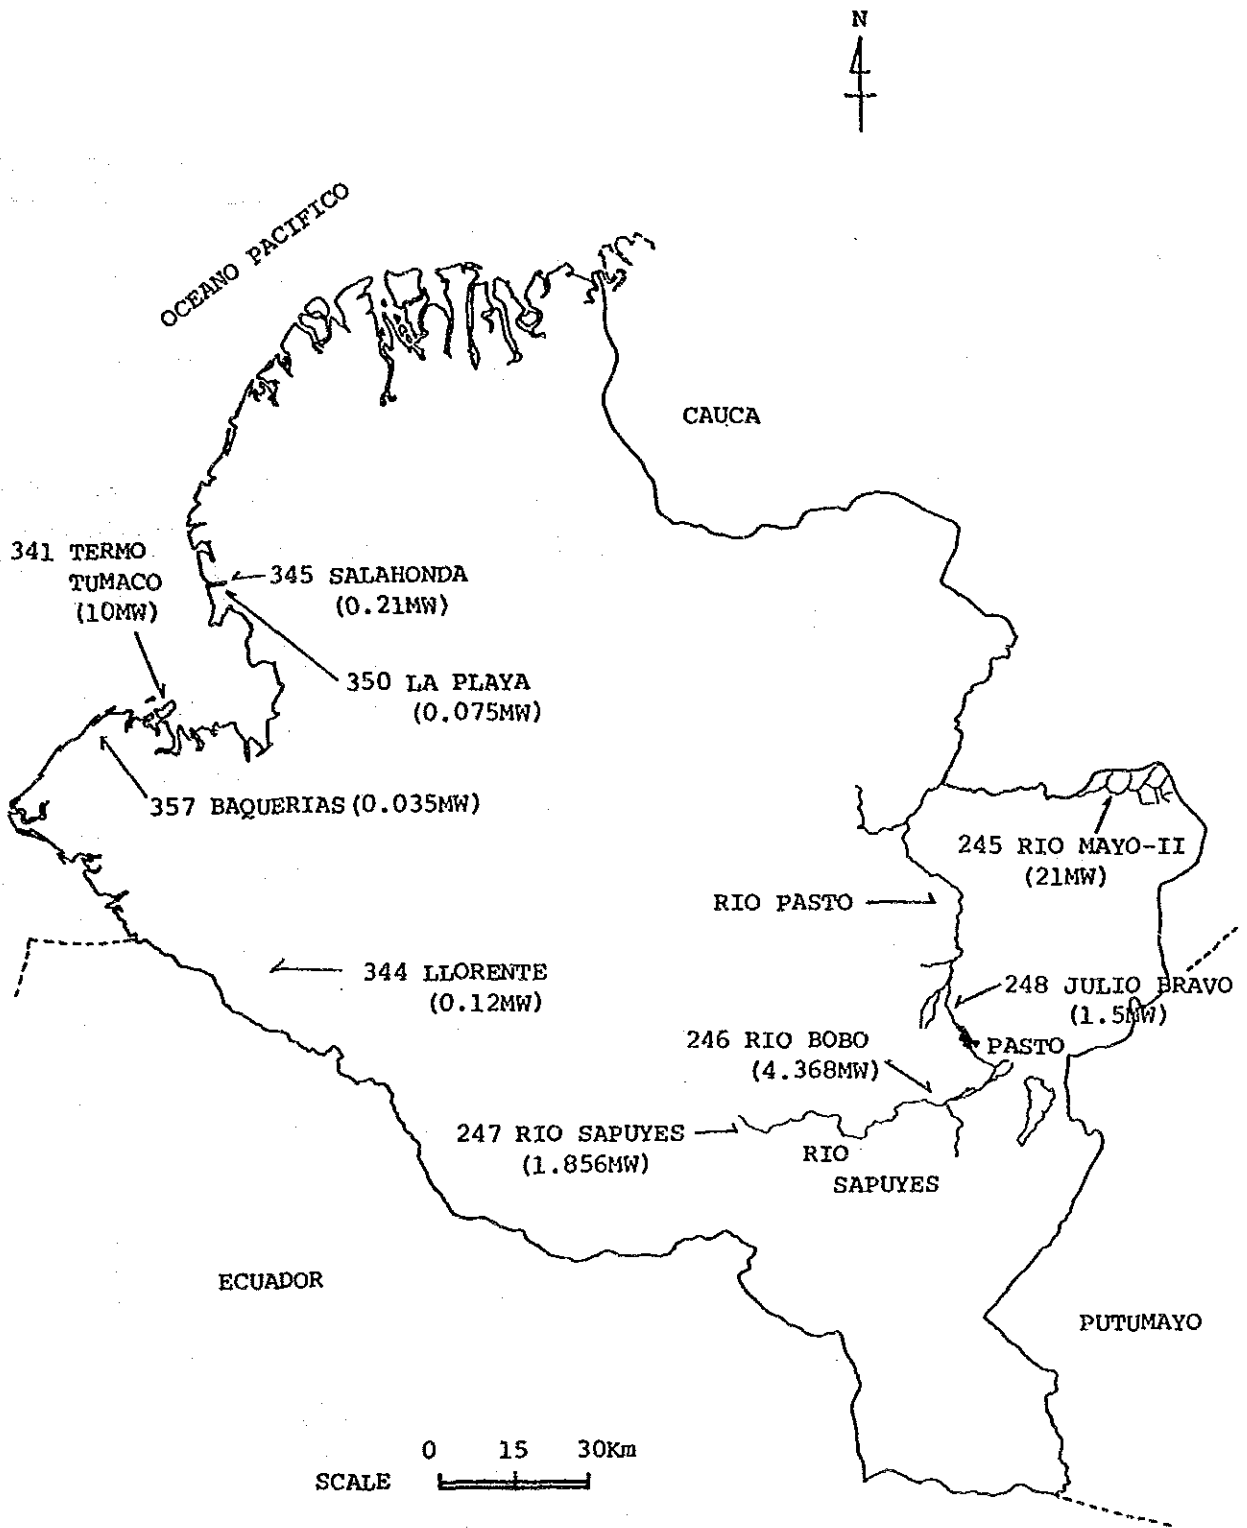 N
OCEANO PACIFICO
CAUCA
341 TERMO
TUMACO
(10MW)
345 SALAHONDA
(0.21MW)
350 LA PLAYA
(0.075MW)
357 BAQUERIAS (0.035MW)
245 RIO MAYO-II
(21MW)
RIO PASTO
344 LLORENTE
(0.12MW)
248 JULIO BRAVO
(1.5MW)
246 RIO BOBO
(4.368MW)
PASTO
247 RIO SAPUYES
(1.856MW)
RIO
SAPUYES
ECUADOR
PUTUMAYO
0 15 30Km
SCALE